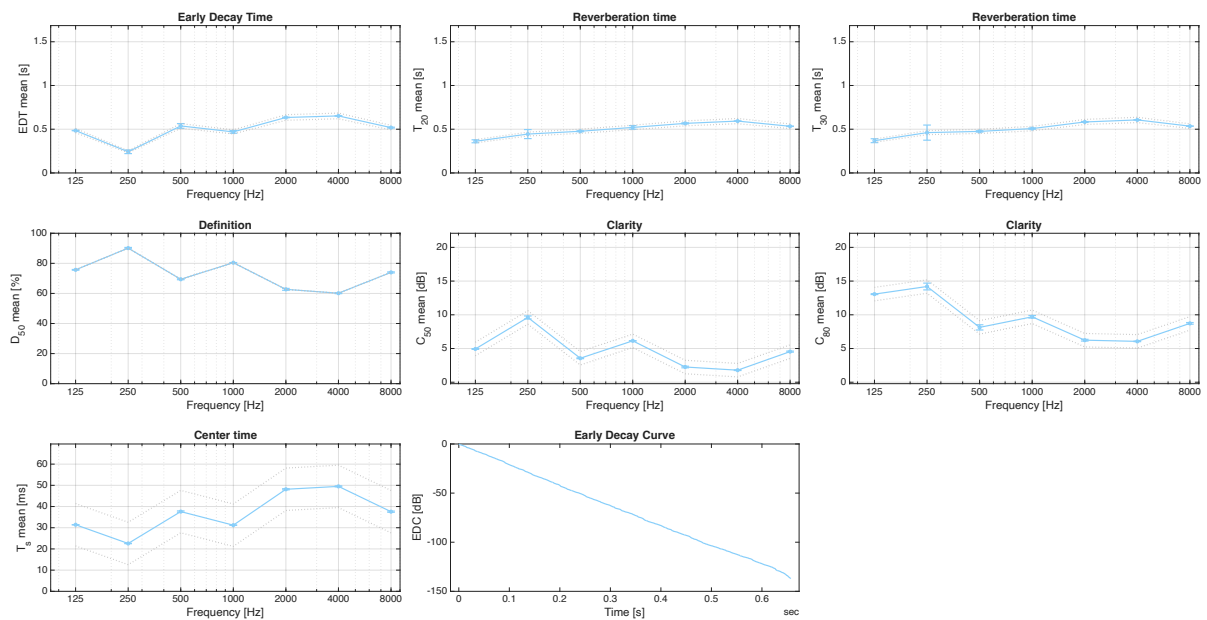 Early Decay Time
EDT mean [s]
1.5
1
0.5
0
125 250 500 1000 2000 4000 8000
Frequency [Hz]
Reverberation time
T20 mean [s]
1.5
1
0.5
0
125 250 500 1000 2000 4000 8000
Frequency [Hz]
Reverberation time
T30 mean [s]
1.5
1
0.5
0
125 250 500 1000 2000 4000 8000
Frequency [Hz]
Definition
D50 mean [%]
100
80
60
40
20
0
125 250 500 1000 2000 4000 8000
Frequency [Hz]
Clarity
C50 mean [dB]
20
15
10
5
0
125 250 500 1000 2000 4000 8000
Frequency [Hz]
Clarity
C80 mean [dB]
20
15
10
5
0
125 250 500 1000 2000 4000 8000
Frequency [Hz]
Center time
Ts mean [ms]
60
50
40
30
20
10
0
125 250 500 1000 2000 4000 8000
Frequency [Hz]
Early Decay Curve
EDC [dB]
0
-50
-100
-150
0 0.1 0.2 0.3 0.4 0.5 0.6
Time [s] sec